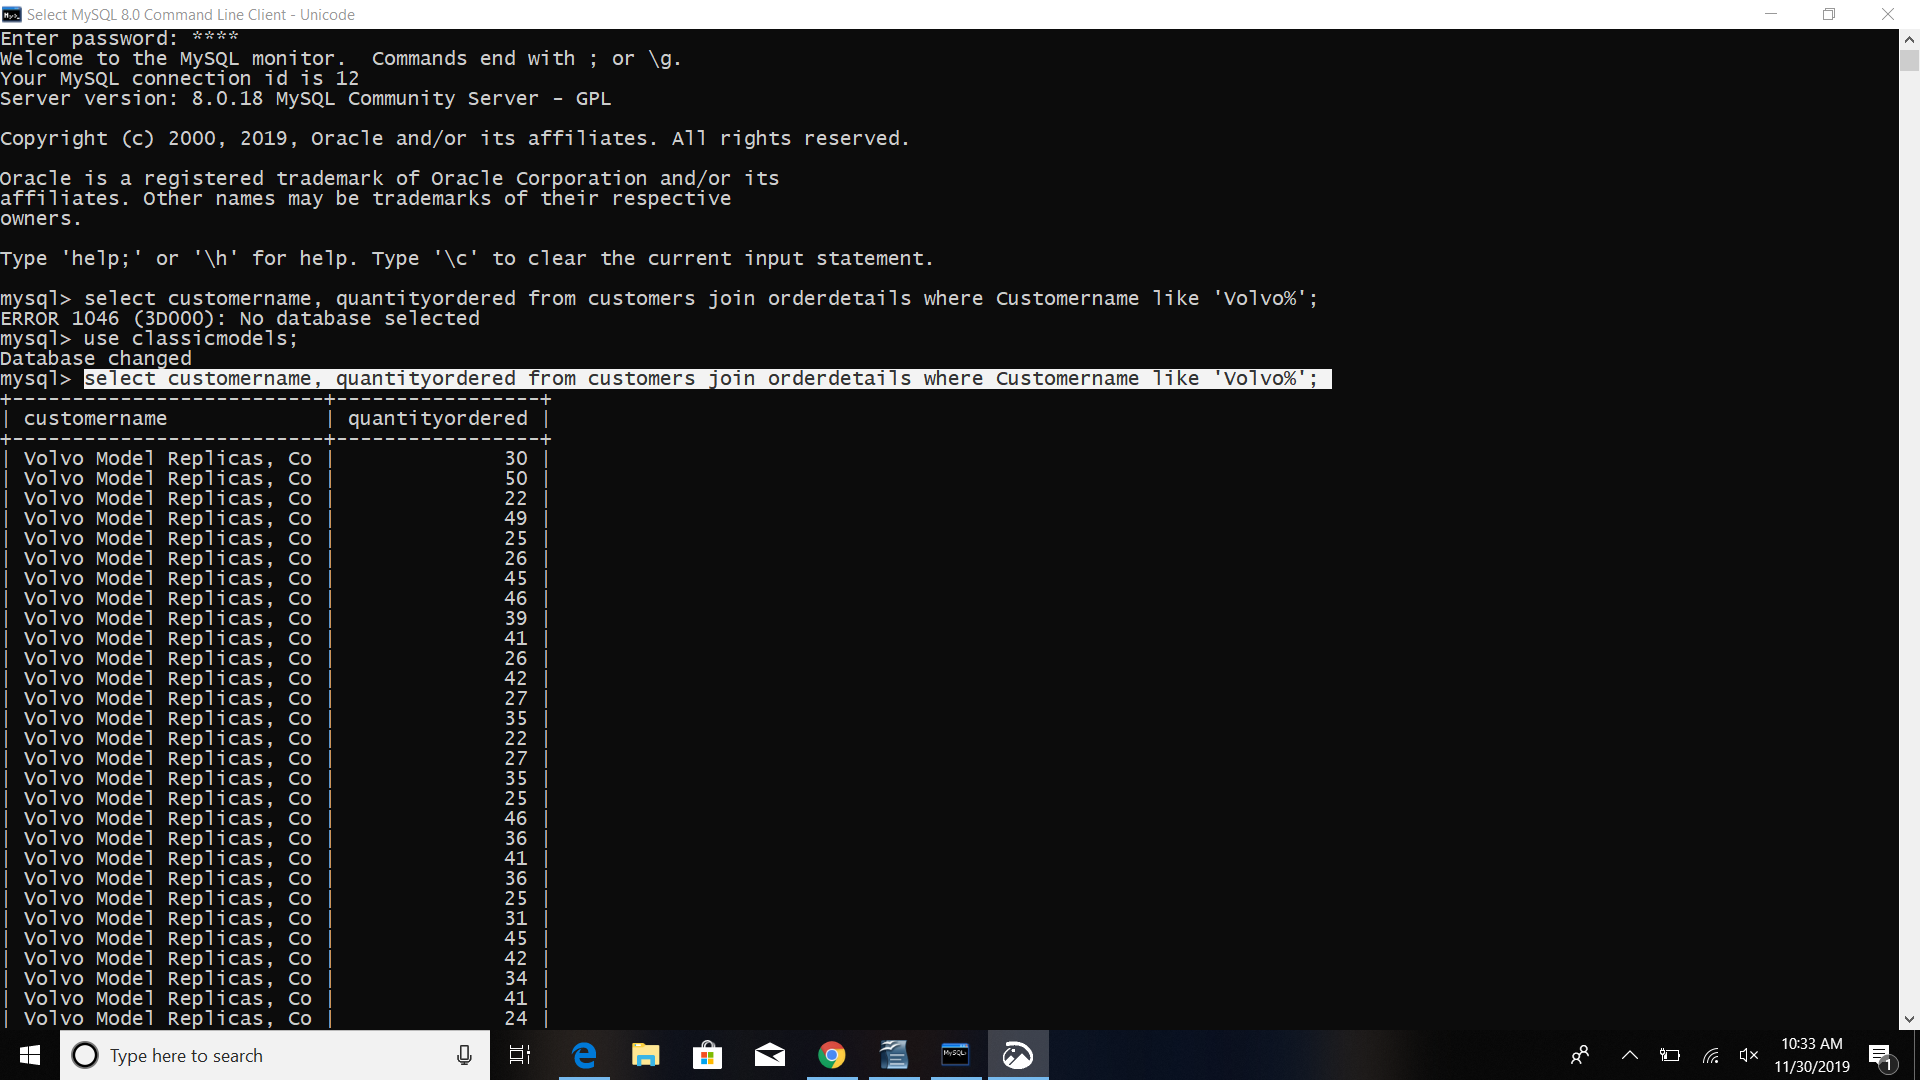 Select MySQL 8.0 Command Line Client - Unicode
Enter password: ****
Welcome to the MySQL monitor.  Commands end with ; or \g.
Your MySQL connection id is 12
Server version: 8.0.18 MySQL Community Server - GPL
Copyright (c) 2000, 2019, Oracle and/or its affiliates. All rights reserved.
Oracle is a registered trademark of Oracle Corporation and/or its
affiliates. Other names may be trademarks of their respective
owners.
Type 'help;' or '\h' for help. Type '\c' to clear the current input statement.
mysql> select customername, quantityordered from customers join orderdetails where Customername like 'Volvo%';
ERROR 1046 (3D000): No database selected
mysql> use classicmodels;
Database changed
mysql> select customername, quantityordered from customers join orderdetails where Customername like 'Volvo%';
+--------------------------+-----------------+
| customername             | quantityordered |
+--------------------------+-----------------+
| Volvo Model Replicas, Co |              30 |
| Volvo Model Replicas, Co |              50 |
| Volvo Model Replicas, Co |              22 |
| Volvo Model Replicas, Co |              49 |
| Volvo Model Replicas, Co |              25 |
| Volvo Model Replicas, Co |              26 |
| Volvo Model Replicas, Co |              45 |
| Volvo Model Replicas, Co |              46 |
| Volvo Model Replicas, Co |              39 |
| Volvo Model Replicas, Co |              41 |
| Volvo Model Replicas, Co |              26 |
| Volvo Model Replicas, Co |              42 |
| Volvo Model Replicas, Co |              27 |
| Volvo Model Replicas, Co |              35 |
| Volvo Model Replicas, Co |              22 |
| Volvo Model Replicas, Co |              27 |
| Volvo Model Replicas, Co |              35 |
| Volvo Model Replicas, Co |              25 |
| Volvo Model Replicas, Co |              46 |
| Volvo Model Replicas, Co |              36 |
| Volvo Model Replicas, Co |              41 |
| Volvo Model Replicas, Co |              36 |
| Volvo Model Replicas, Co |              25 |
| Volvo Model Replicas, Co |              31 |
| Volvo Model Replicas, Co |              45 |
| Volvo Model Replicas, Co |              42 |
| Volvo Model Replicas, Co |              34 |
| Volvo Model Replicas, Co |              41 |
| Volvo Model Replicas, Co |              24 |
Type here to search
MySQL>
10:33 AM
11/30/2019
1